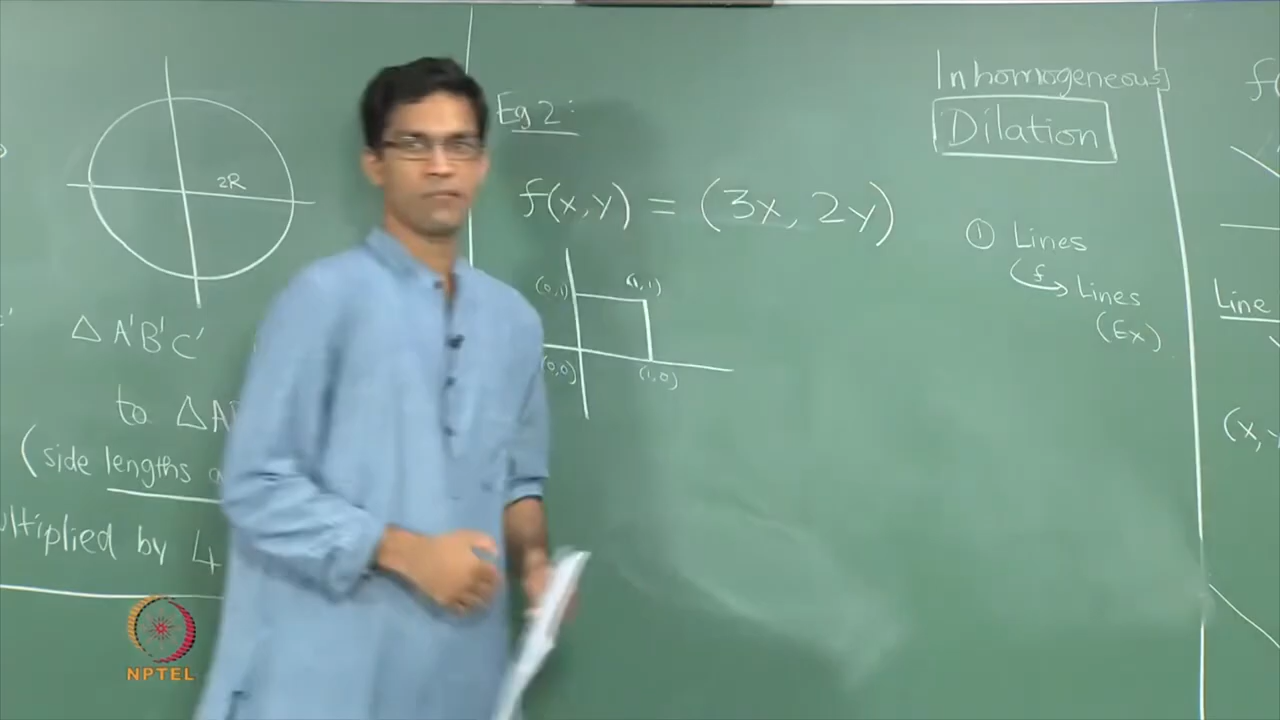 2R
△A'B'C'
to △A
(side lengths
multiplied by 4
Eg 2:
f(x,y) = (3x, 2y)
(0,1) (1,1)
(0,0) (1,0)
Inhomogeneous
Dilation
① Lines
f
Lines
(Ex)
f(
Line
(x,y
NPTEL